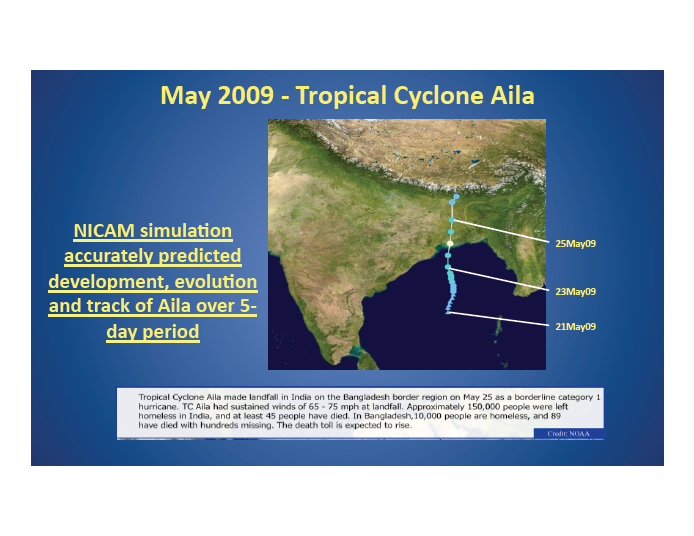 May 2009 - Tropical Cyclone Aila
NICAM simulation
accurately predicted
development, evolution
and track of Aila over 5-
day period
25May09
23May09
21May09
Tropical Cyclone Aila made landfall in India on the Bangladesh border region on May 25 as a borderline category 1
hurricane. TC Aila had sustained winds of 65 - 75 mph at landfall. Approximately 150,000 people were left
homeless in India, and at least 45 people have died. In Bangladesh,10,000 people are homeless, and 89
have died with hundreds missing. The death toll is expected to rise.
Credit: NOAA